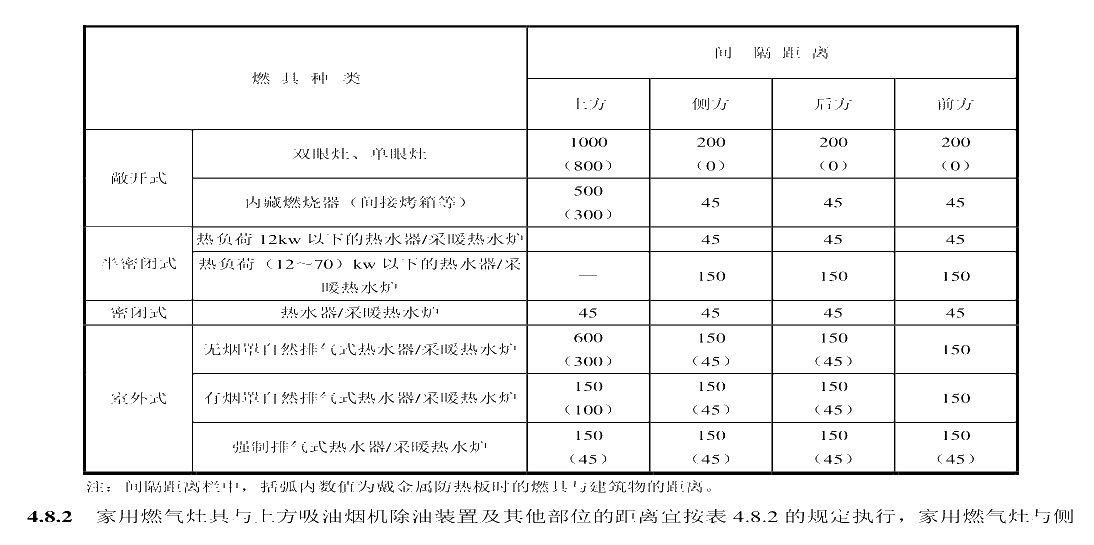 燃具种类
间隔距离
上方 侧方 后方 前方
敞开式
双眼灶、单眼灶
1000 200 200 200
（800） （0） （0） （0）
内藏燃烧器（间接烤箱等）
500 45 45 45
（300）
半密闭式
热负荷 12kw 以下的热水器/采暖热水炉 45 45 45
热负荷（12～70）kw 以下的热水器/采
暖热水炉
— 150 150 150
密闭式 热水器/采暖热水炉 45 45 45 45
室外式
无烟罩自然排气式热水器/采暖热水炉
600 150 150 150
（300） （45） （45）
有烟罩自然排气式热水器/采暖热水炉
150 150 150 150
（100） （45） （45）
强制排气式热水器/采暖热水炉
150 150 150 150
（45） （45） （45） （45）
注：间隔距离栏中，括弧内数值为戴金属防热板时的燃具与建筑物的距离。
4.8.2 家用燃气灶具与上方吸油烟机除油装置及其他部位的距离宜按表 4.8.2 的规定执行，家用燃气灶与侧